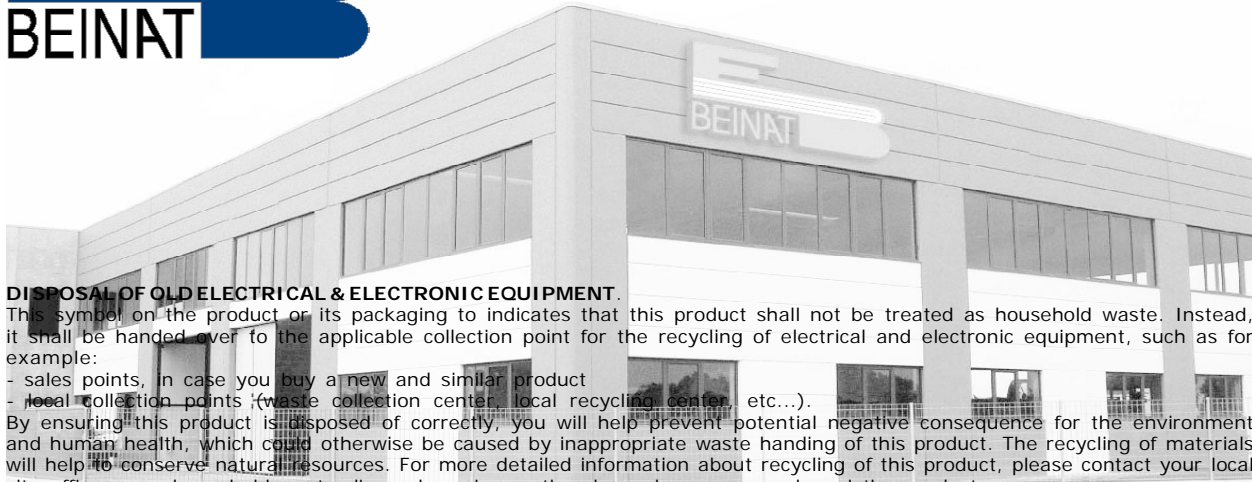 BEINAT
BEINAT
DISPOSAL OF OLD ELECTRICAL & ELECTRONIC EQUIPMENT.
This symbol on the product or its packaging to indicates that this product shall not be treated as household waste. Instead,
it shall be handed over to the applicable collection point for the recycling of electrical and electronic equipment, such as for
example:
- sales points, in case you buy a new and similar product
- local collection points (waste collection center, local recycling center, etc...).
By ensuring this product is disposed of correctly, you will help prevent potential negative consequence for the environment
and human health, which could otherwise be caused by inappropriate waste handing of this product. The recycling of materials
will help to conserve natural resources. For more detailed information about recycling of this product, please contact your local